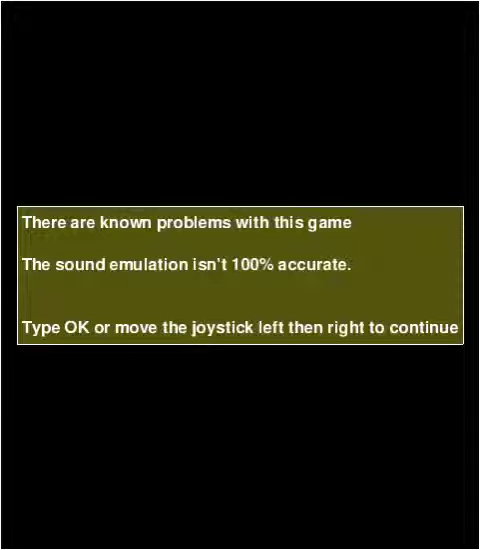 There are known problems with this game
The sound emulation isn't 100% accurate.
Type OK or move the joystick left then right to continue